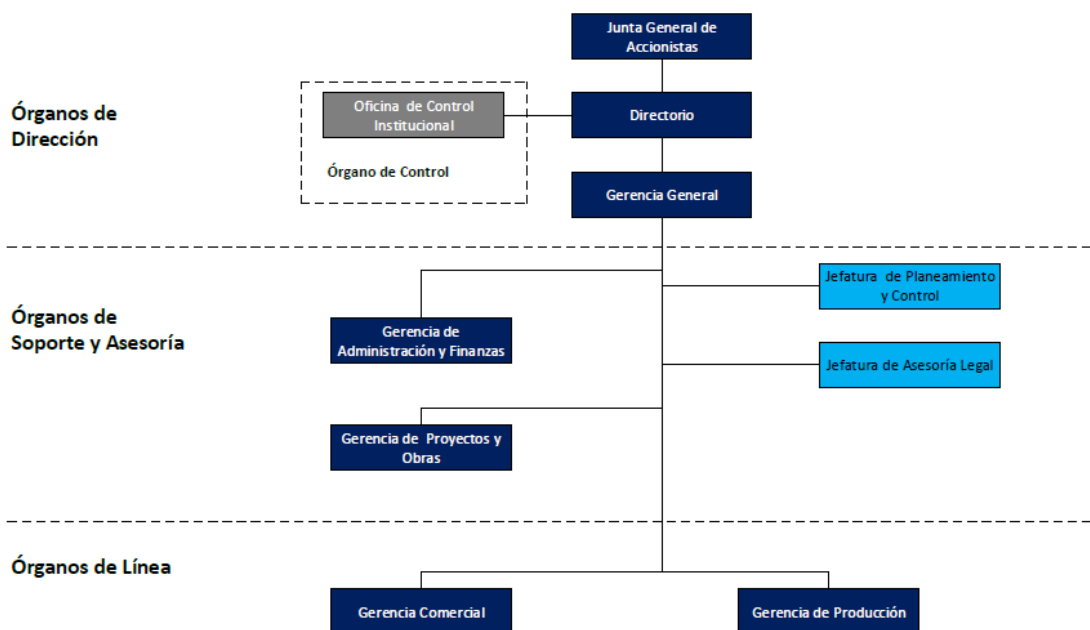 Junta General de
Accionistas
Órganos de
Dirección
Oficina de Control
Institucional
Directorio
Órgano de Control
Gerencia General
Órganos de
Soporte y Asesoría
Jefatura de Planeamiento
y Control
Gerencia de
Administración y Finanzas
Jefatura de Asesoría Legal
Gerencia de Proyectos y
Obras
Órganos de Línea
Gerencia Comercial
Gerencia de Producción